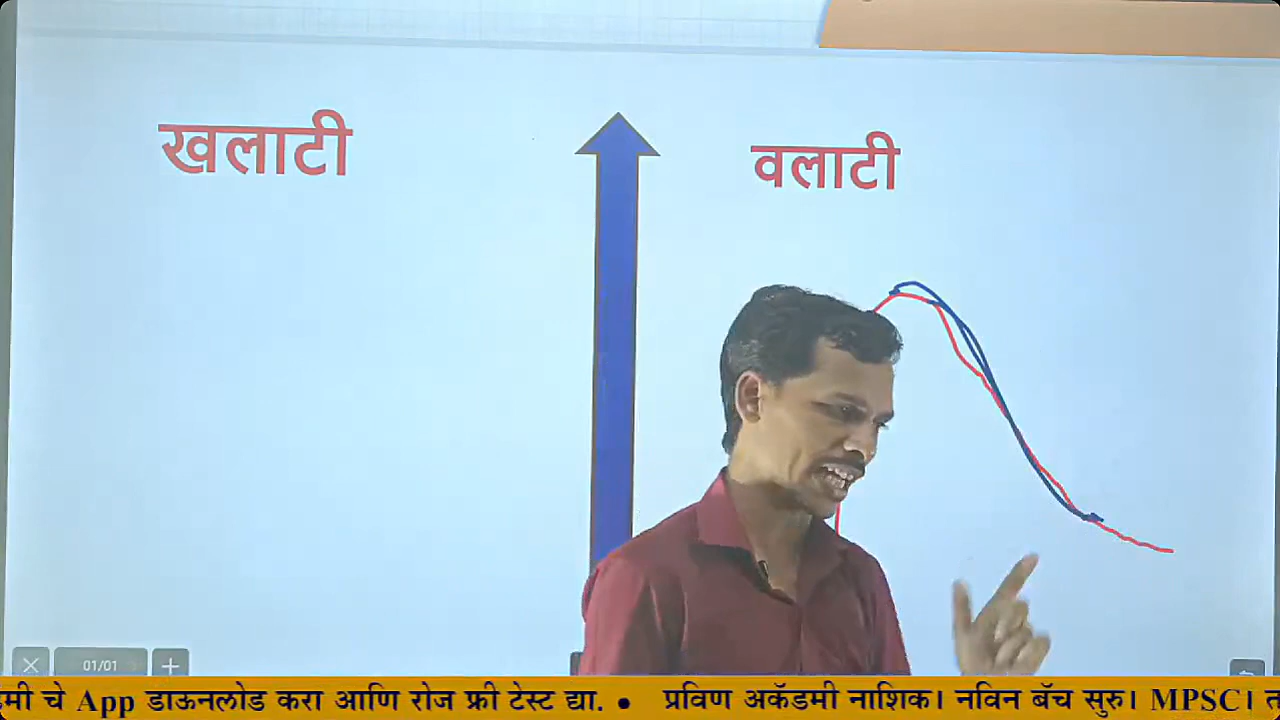 खलाटी
वलाटी
01/01
मी चे App डाऊनलोड करा आणि रोज फ्री टेस्ट द्या. • प्रविण अकॅडमी नाशिक। नविन बॅच सुरु। MPSC।